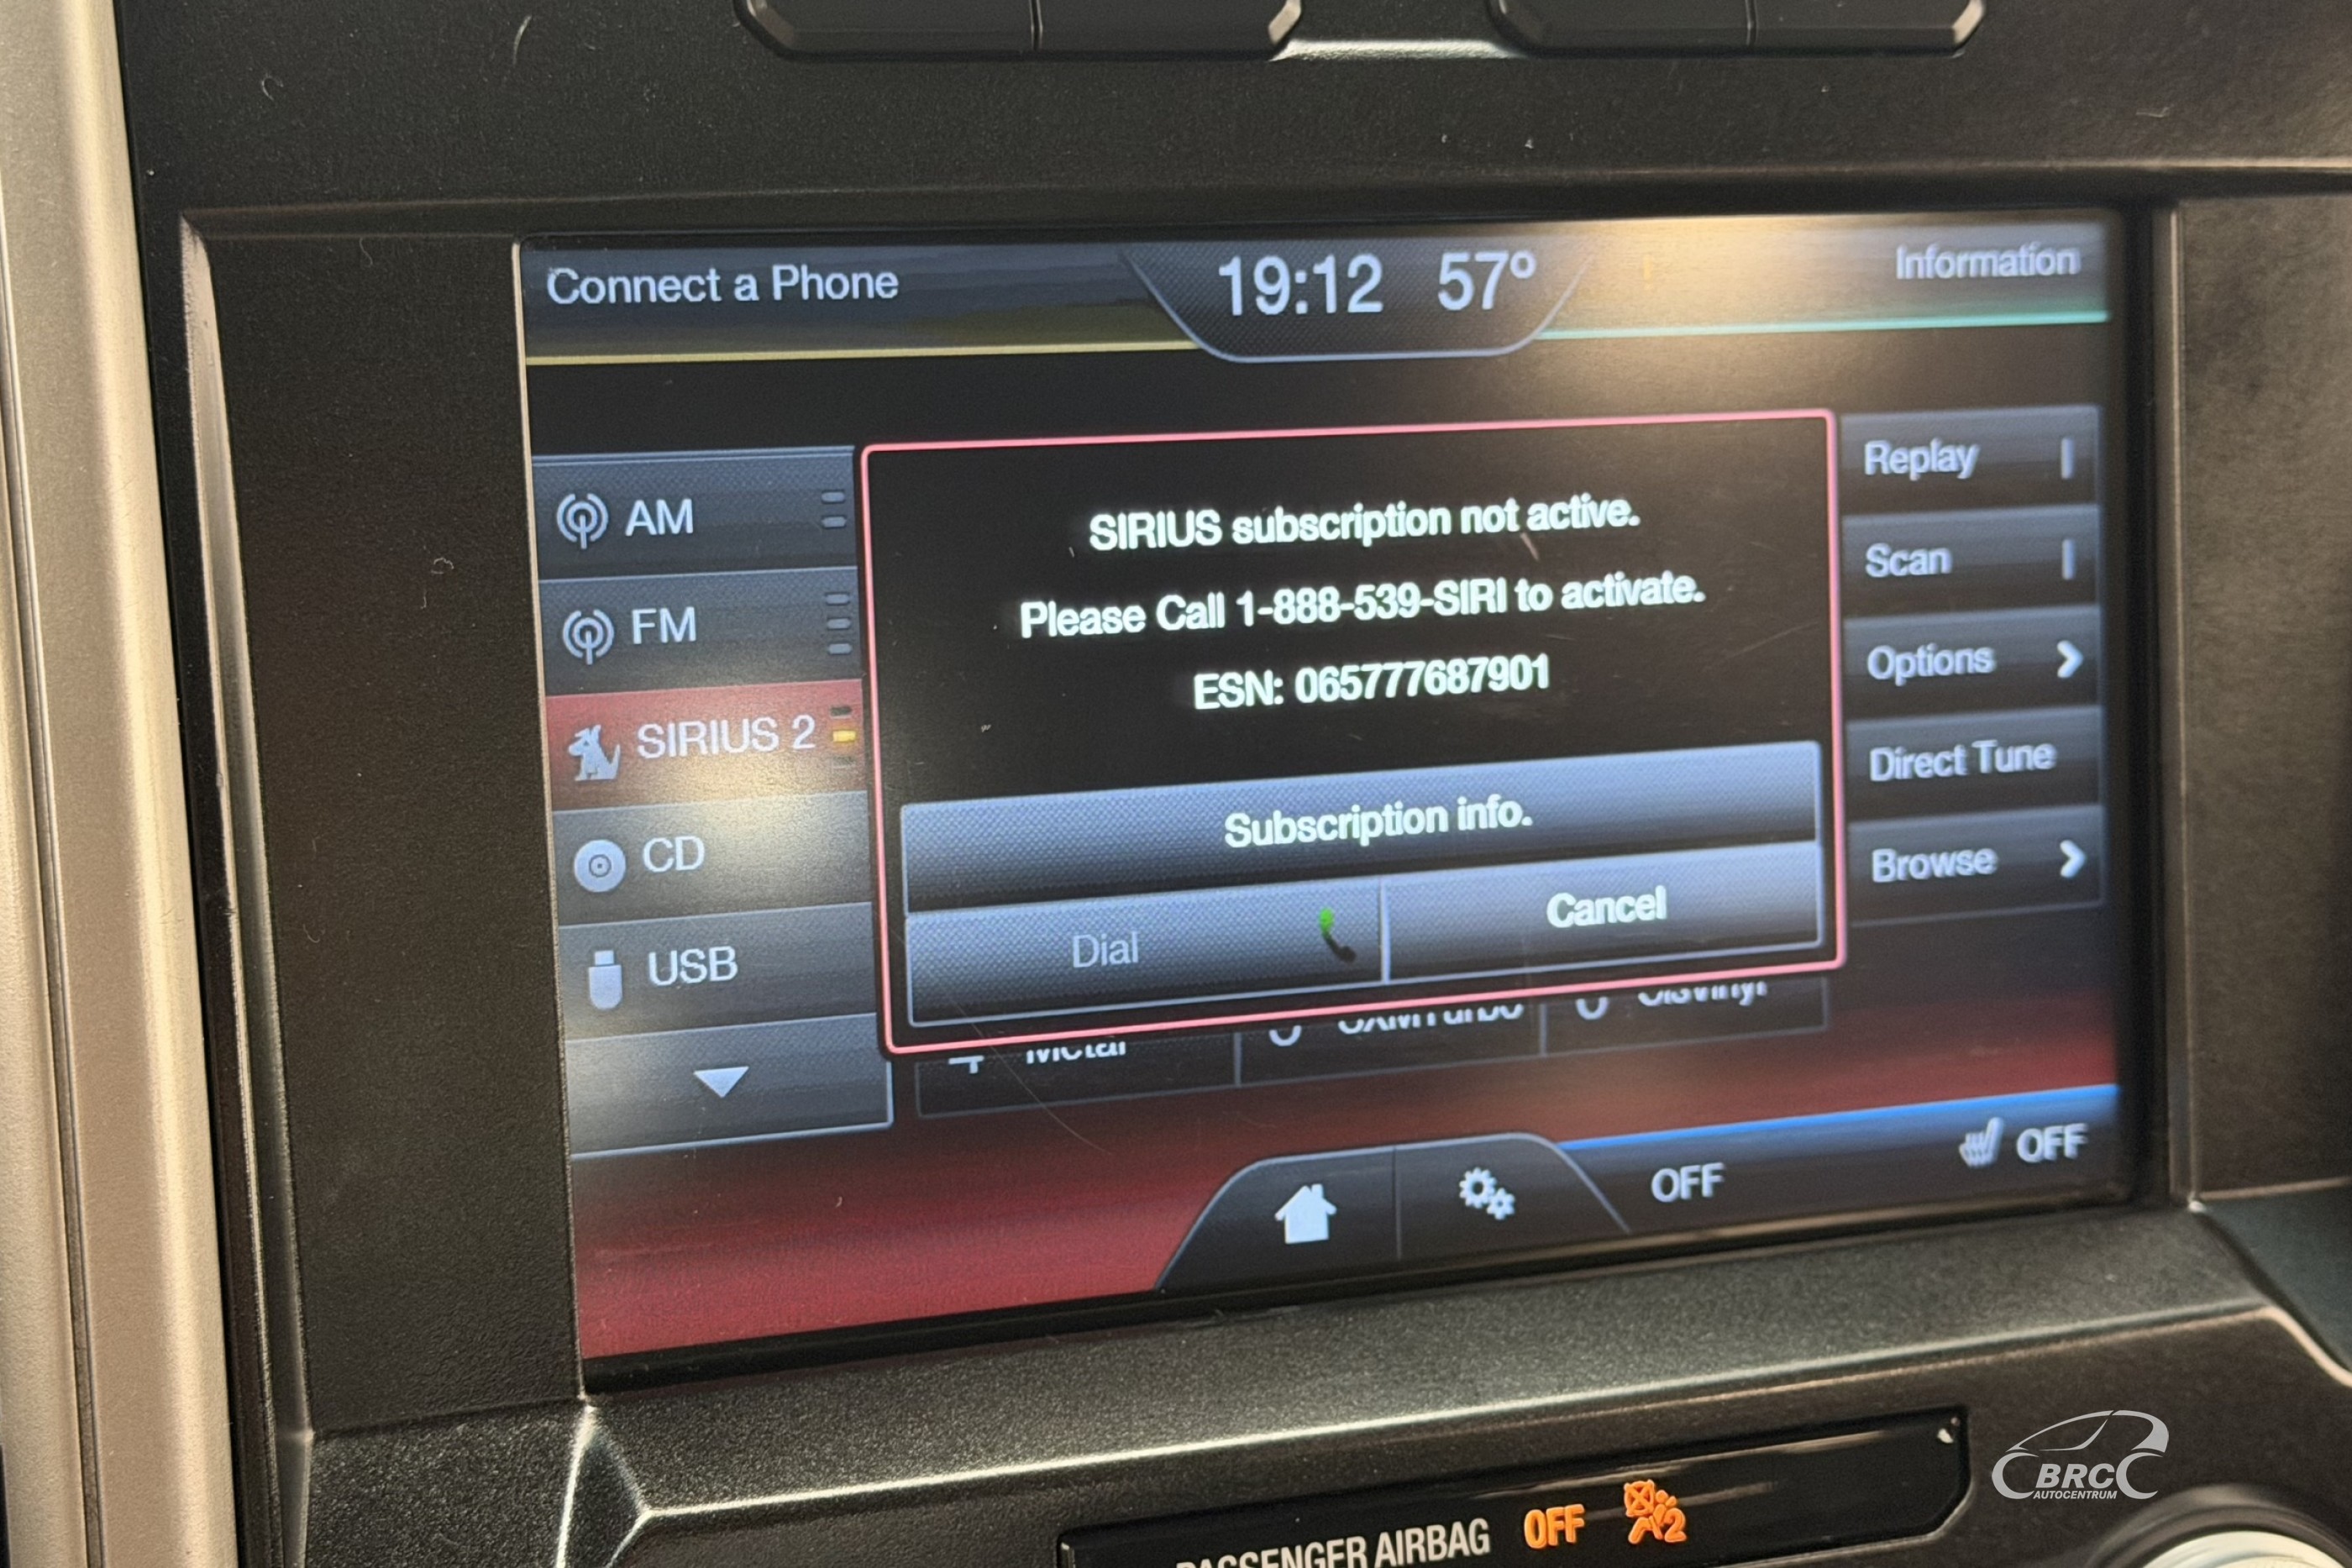 Connect a Phone
19:12 57°
Information
AM
FM
SIRIUS 2
CD
USB
SIRIUS subscription not active.
Please Call 1-888-539-SIRI to activate.
ESN: 065777687901
Subscription info.
Dial
Cancel
Replay
Scan
Options
Direct Tune
Browse
Metal
OFF
OFF
PASSENGER AIRBAG OFF 2
BRC
AUTOCENTRUM